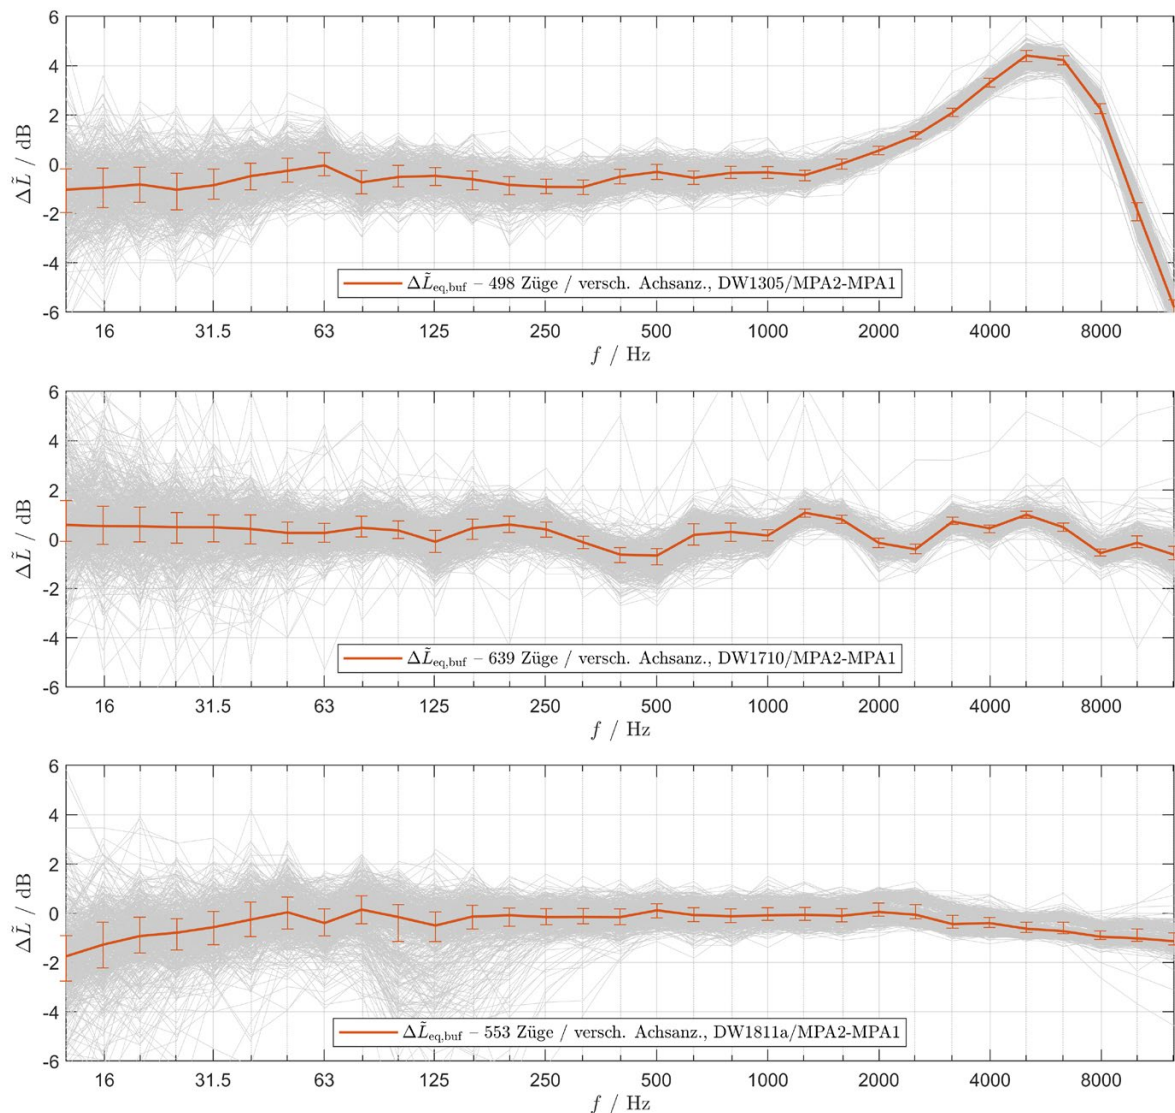 6
4
2
0
-2
-4
-6
ΔL̃ / dB
ΔL̃eq,buf – 498 Züge / versch. Achsanz., DW1305/MPA2-MPA1
16 31.5 63 125 250 500 1000 2000 4000 8000
f / Hz
6
4
2
0
-2
-4
-6
ΔL̃ / dB
ΔL̃eq,buf – 639 Züge / versch. Achsanz., DW1710/MPA2-MPA1
16 31.5 63 125 250 500 1000 2000 4000 8000
f / Hz
6
4
2
0
-2
-4
-6
ΔL̃ / dB
ΔL̃eq,buf – 553 Züge / versch. Achsanz., DW1811a/MPA2-MPA1
16 31.5 63 125 250 500 1000 2000 4000 8000
f / Hz